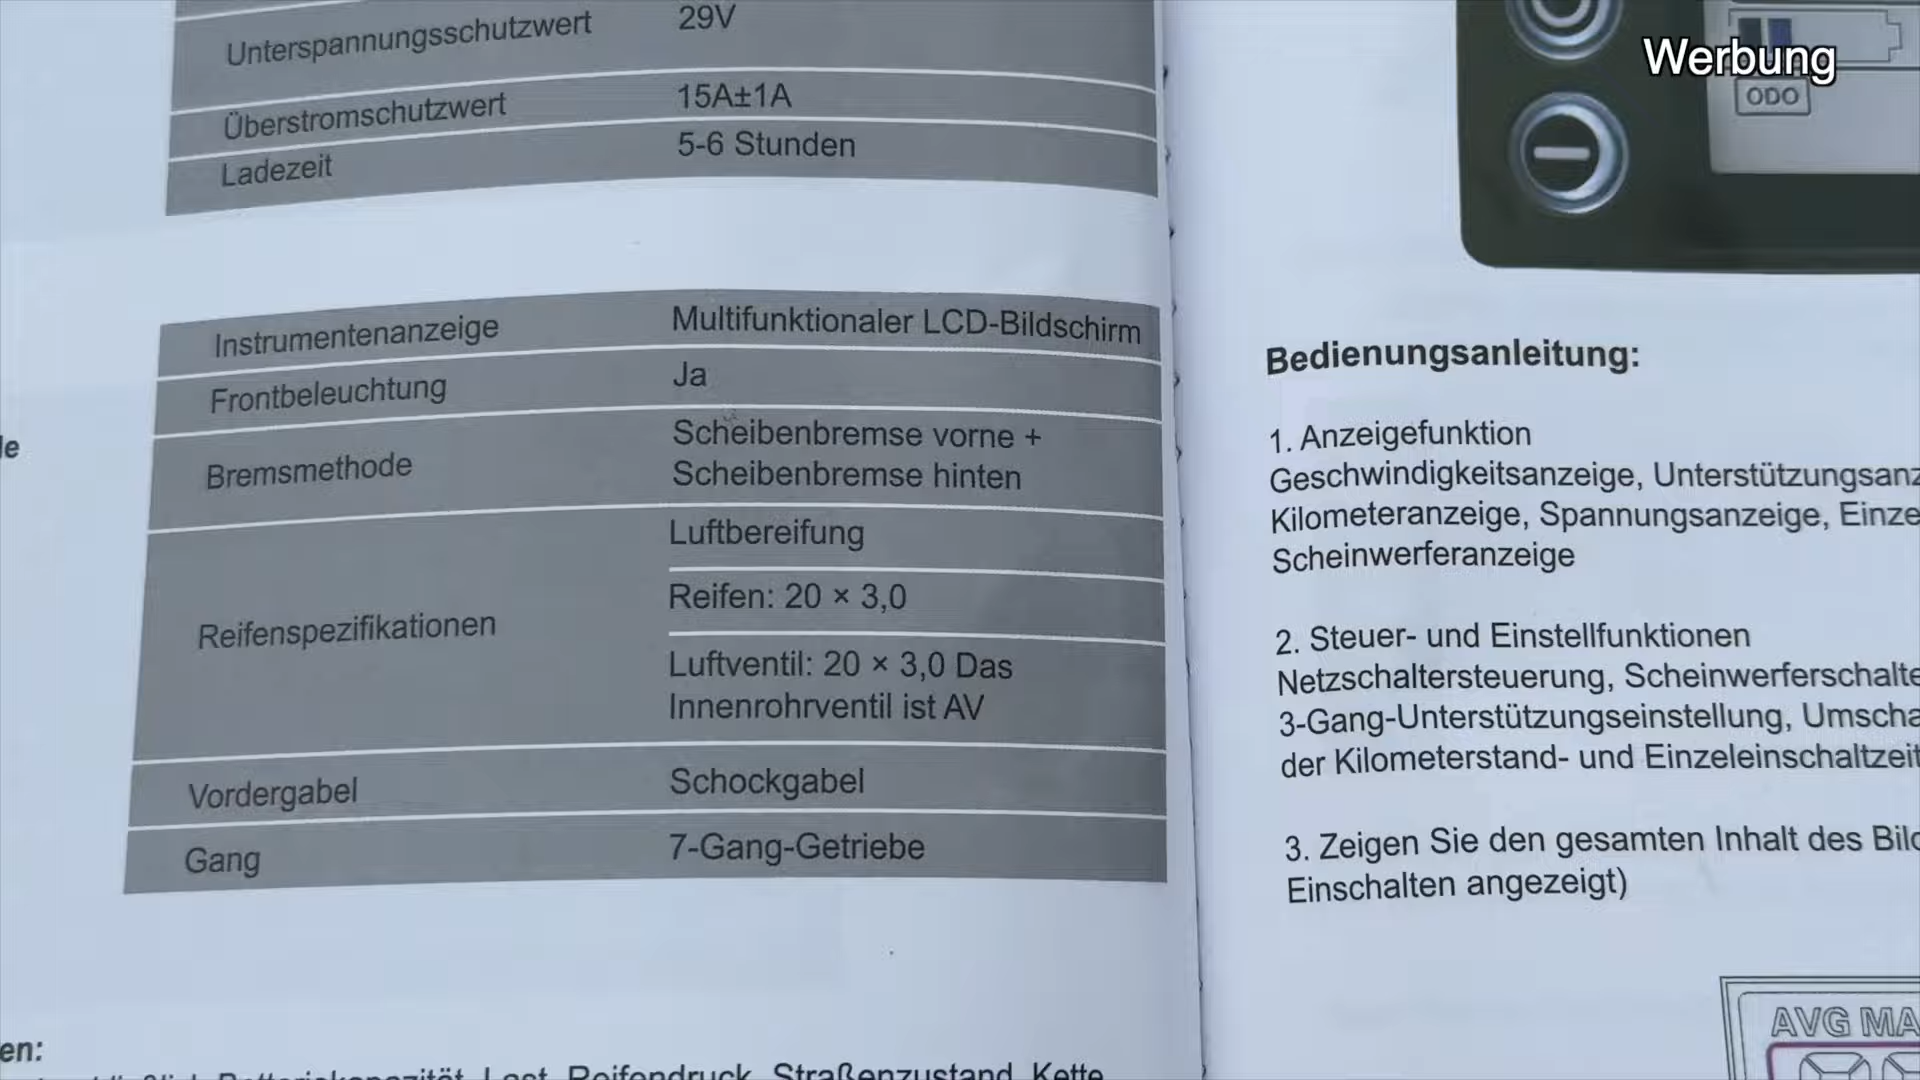 Werbung
Unterspannungsschutzwert 29V
Überstromschutzwert 15A±1A
Ladezeit 5-6 Stunden
Instrumentenanzeige Multifunktionaler LCD-Bildschirm
Frontbeleuchtung Ja
Bremsmethode Scheibenbremse vorne +
Scheibenbremse hinten
Reifenspezifikationen Luftbereifung
Reifen: 20 × 3,0
Luftventil: 20 × 3,0 Das
Innenrohrventil ist AV
Vordergabel Schockgabel
Gang 7-Gang-Getriebe
en:
Last, Reifendruck, Straßenzustand, Kette
ODO
Bedienungsanleitung:
1. Anzeigefunktion
Geschwindigkeitsanzeige, Unterstützungsanz
Kilometeranzeige, Spannungsanzeige, Einze
Scheinwerferanzeige
2. Steuer- und Einstellfunktionen
Netzschaltersteuerung, Scheinwerferschalte
3-Gang-Unterstützungseinstellung, Umscha
der Kilometerstand- und Einzeleinschaltzeit
3. Zeigen Sie den gesamten Inhalt des Bild
Einschalten angezeigt)
AVG MA